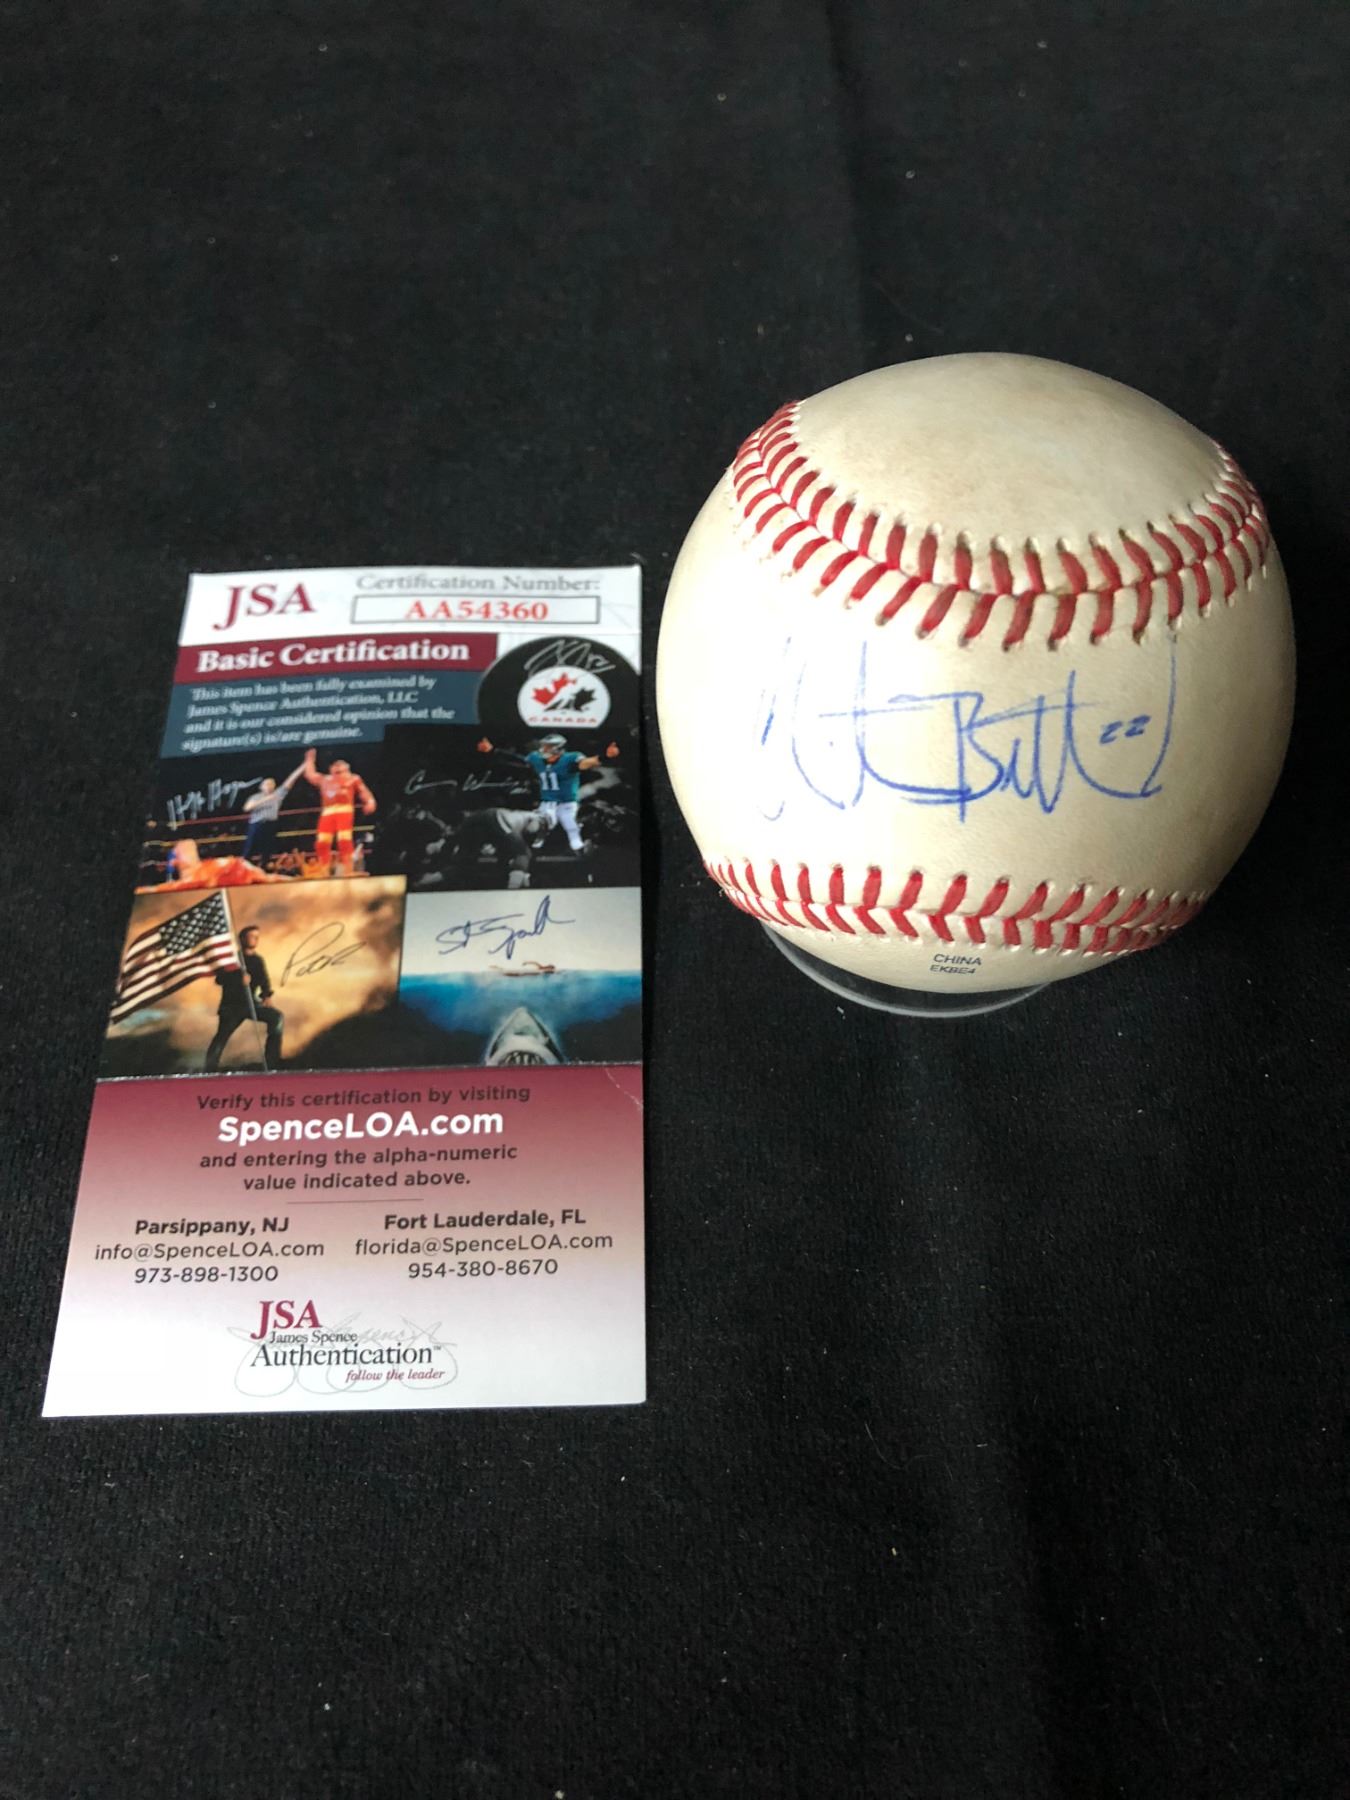 JSA
Certification Number:
AA54360
Basic Certification
This item has been fully examined by
James Spence Authentication, LLC
and it is our considered opinion that the
signature(s) is/are genuine.
CANADA
11
Verify this certification by visiting
SpenceLOA.com
and entering the alpha-numeric
value indicated above.
Parsippany, NJ
info@SpenceLOA.com
973-898-1300
Fort Lauderdale, FL
florida@SpenceLOA.com
954-380-8670
JSA
James Spence
Authentication™
follow the leader
22
CHINA
EKBE4